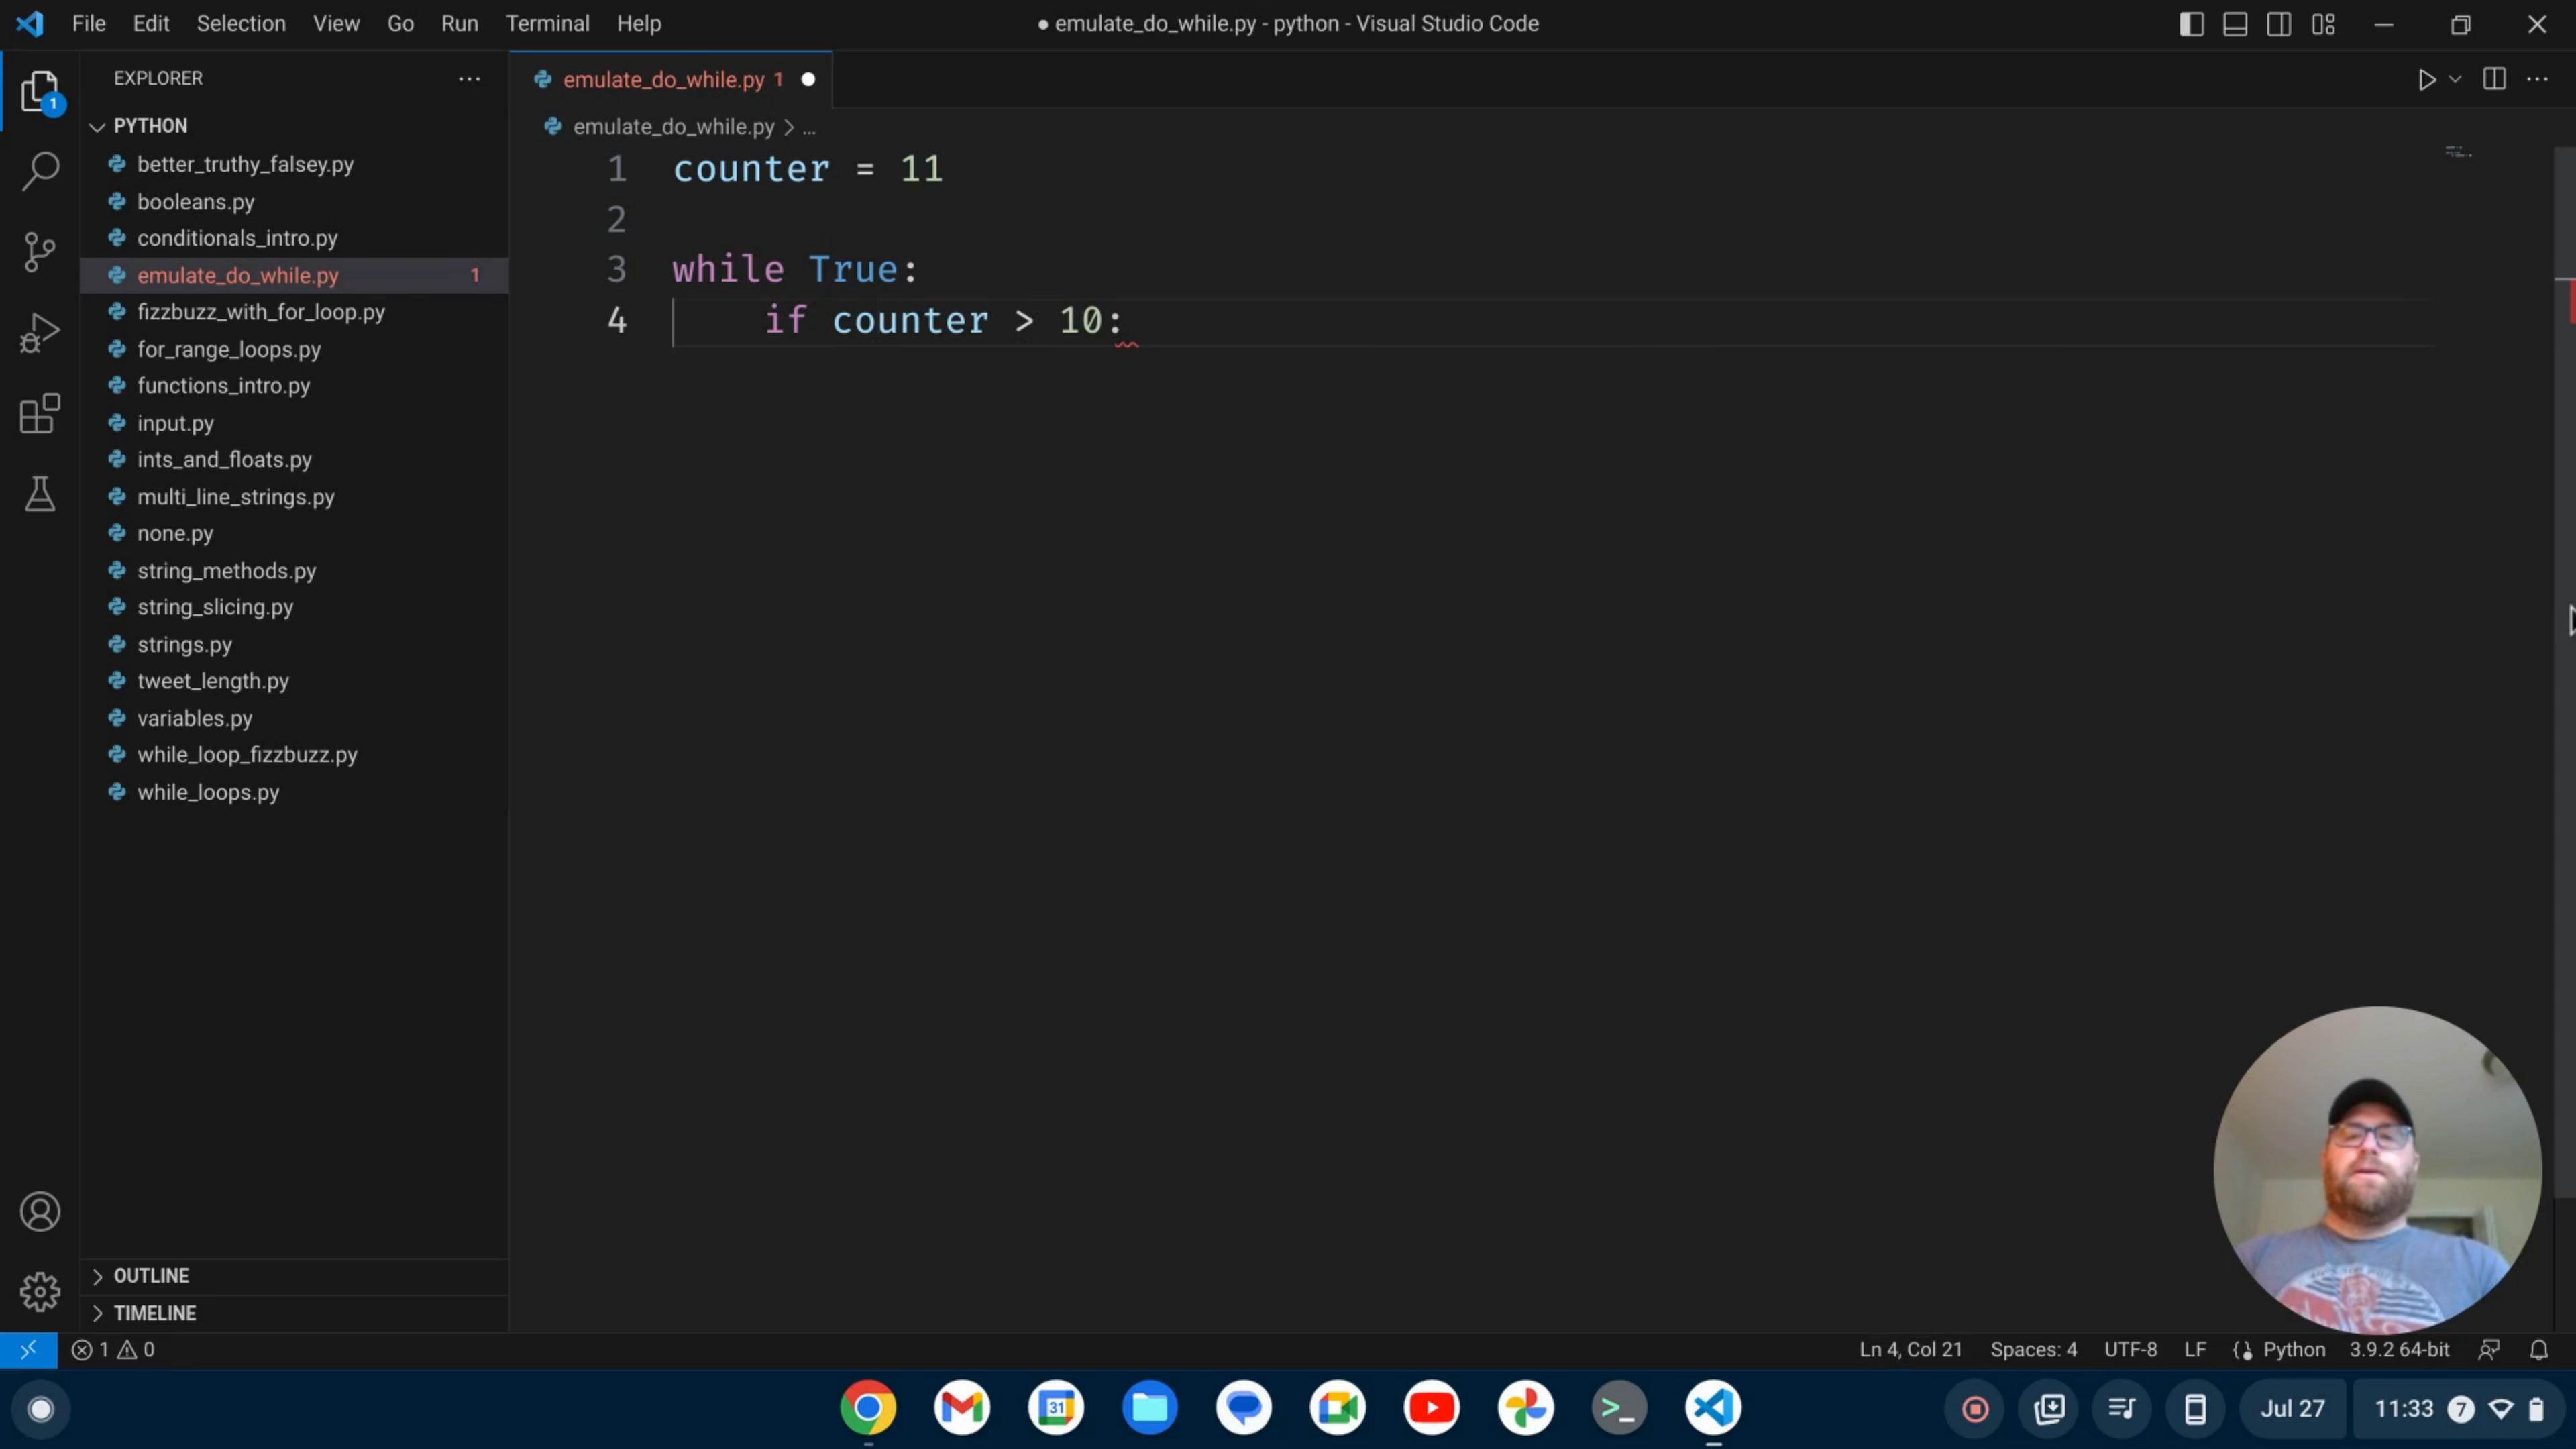 File Edit Selection View Go Run Terminal Help
● emulate_do_while.py - python - Visual Studio Code
1
EXPLORER
PYTHON
better_truthy_falsey.py
booleans.py
conditionals_intro.py
emulate_do_while.py 1
fizzbuzz_with_for_loop.py
for_range_loops.py
functions_intro.py
input.py
ints_and_floats.py
multi_line_strings.py
none.py
string_methods.py
string_slicing.py
strings.py
tweet_length.py
variables.py
while_loop_fizzbuzz.py
while_loops.py
OUTLINE
TIMELINE
emulate_do_while.py 1
emulate_do_while.py > ...
1 counter = 11
2
3 while True:
4 if counter > 10:
1 0
Ln 4, Col 21 Spaces: 4 UTF-8 LF Python 3.9.2 64-bit
31
Jul 27 11:33 7